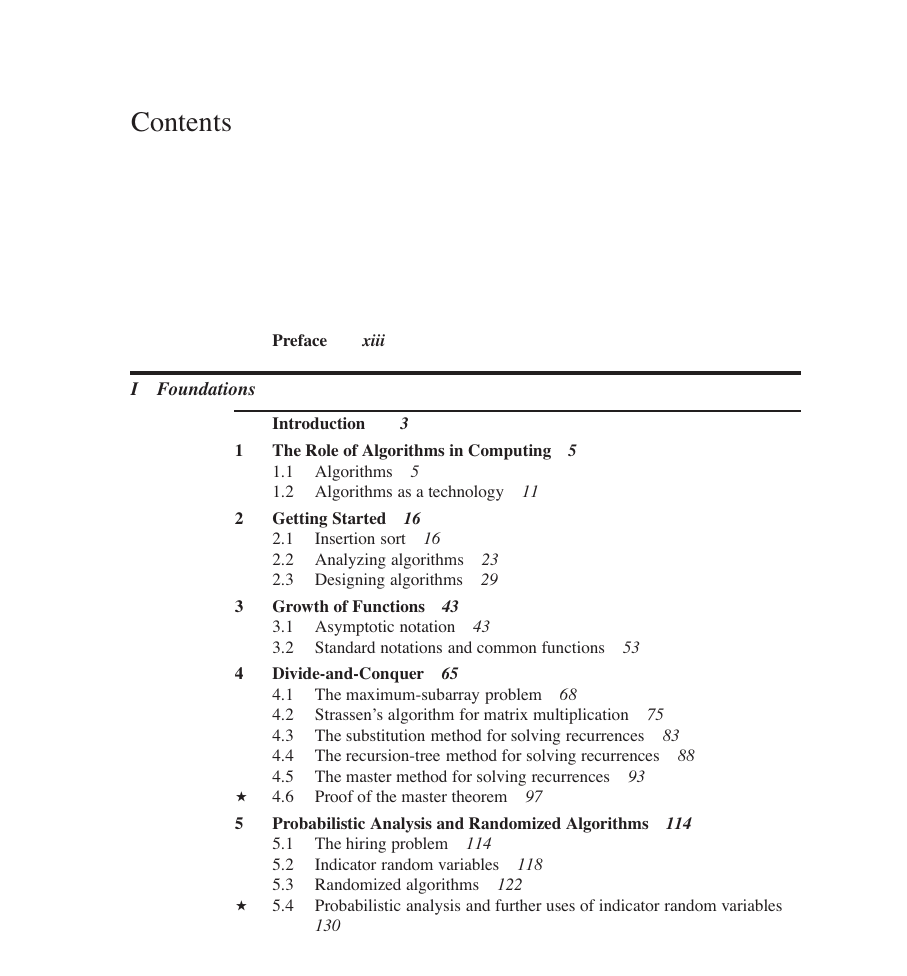 Contents
Preface xiii
I Foundations
Introduction 3
1 The Role of Algorithms in Computing 5
1.1 Algorithms 5
1.2 Algorithms as a technology 11
2 Getting Started 16
2.1 Insertion sort 16
2.2 Analyzing algorithms 23
2.3 Designing algorithms 29
3 Growth of Functions 43
3.1 Asymptotic notation 43
3.2 Standard notations and common functions 53
4 Divide-and-Conquer 65
4.1 The maximum-subarray problem 68
4.2 Strassen's algorithm for matrix multiplication 75
4.3 The substitution method for solving recurrences 83
4.4 The recursion-tree method for solving recurrences 88
4.5 The master method for solving recurrences 93
★ 4.6 Proof of the master theorem 97
5 Probabilistic Analysis and Randomized Algorithms 114
5.1 The hiring problem 114
5.2 Indicator random variables 118
5.3 Randomized algorithms 122
★ 5.4 Probabilistic analysis and further uses of indicator random variables
130